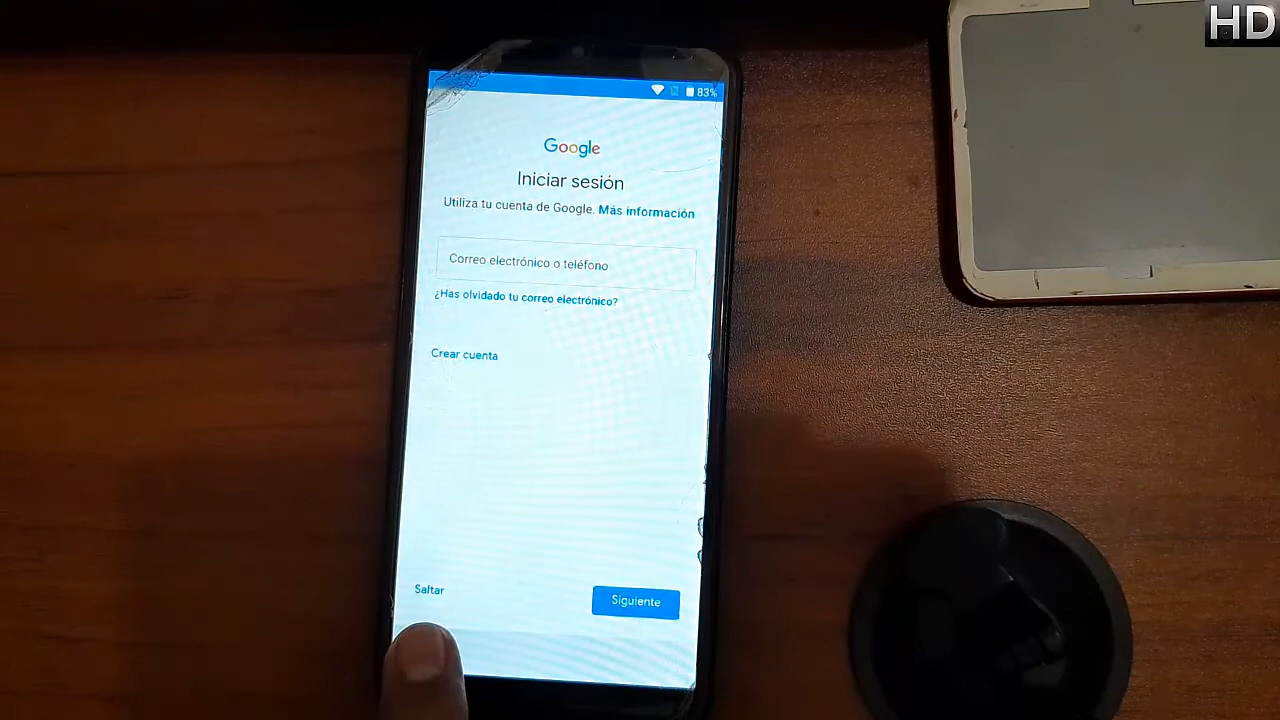 HD
83%
Google
Iniciar sesión
Utiliza tu cuenta de Google. Más información
Correo electrónico o teléfono
¿Has olvidado tu correo electrónico?
Crear cuenta
Saltar
Siguiente